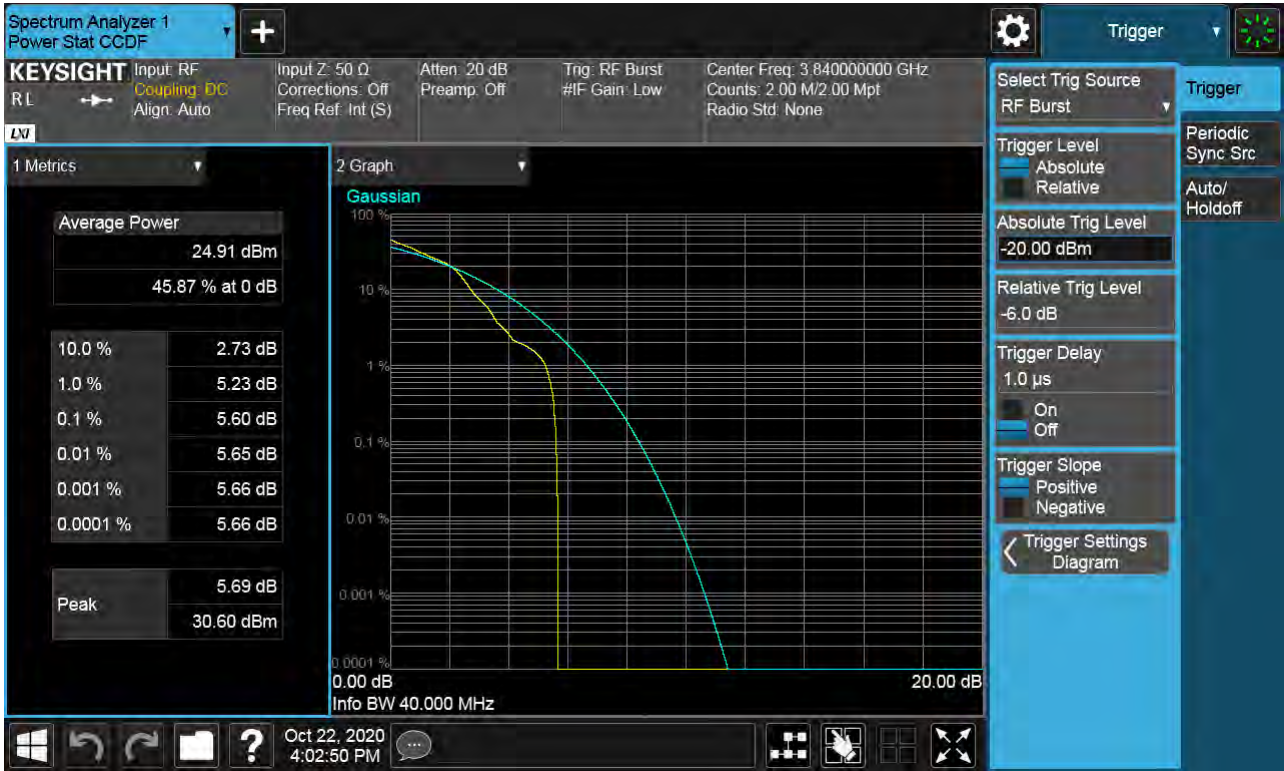 Spectrum Analyzer 1
Power Stat CCDF
+
Trigger
KEYSIGHT
Input: RF
Coupling: DC
Align: Auto
Input Z: 50 Ω
Corrections: Off
Freq Ref: Int (S)
Atten: 20 dB
Preamp: Off
Trig: RF Burst
#IF Gain: Low
Center Freq: 3.840000000 GHz
Counts: 2.00 M/2.00 Mpt
Radio Std: None
R L
LXI
1 Metrics
Average Power
24.91 dBm
45.87 % at 0 dB
10.0 % 2.73 dB
1.0 % 5.23 dB
0.1 % 5.60 dB
0.01 % 5.65 dB
0.001 % 5.66 dB
0.0001 % 5.66 dB
Peak
5.69 dB
30.60 dBm
2 Graph
Gaussian
100 %
10 %
1 %
0.1 %
0.01 %
0.001 %
0.0001 %
0.00 dB 20.00 dB
Info BW 40.000 MHz
Select Trig Source
RF Burst
Trigger Level
Absolute
Relative
Absolute Trig Level
-20.00 dBm
Relative Trig Level
-6.0 dB
Trigger Delay
1.0 µs
On
Off
Trigger Slope
Positive
Negative
Trigger Settings
Diagram
Trigger
Periodic
Sync Src
Auto/
Holdoff
?
Oct 22, 2020
4:02:50 PM